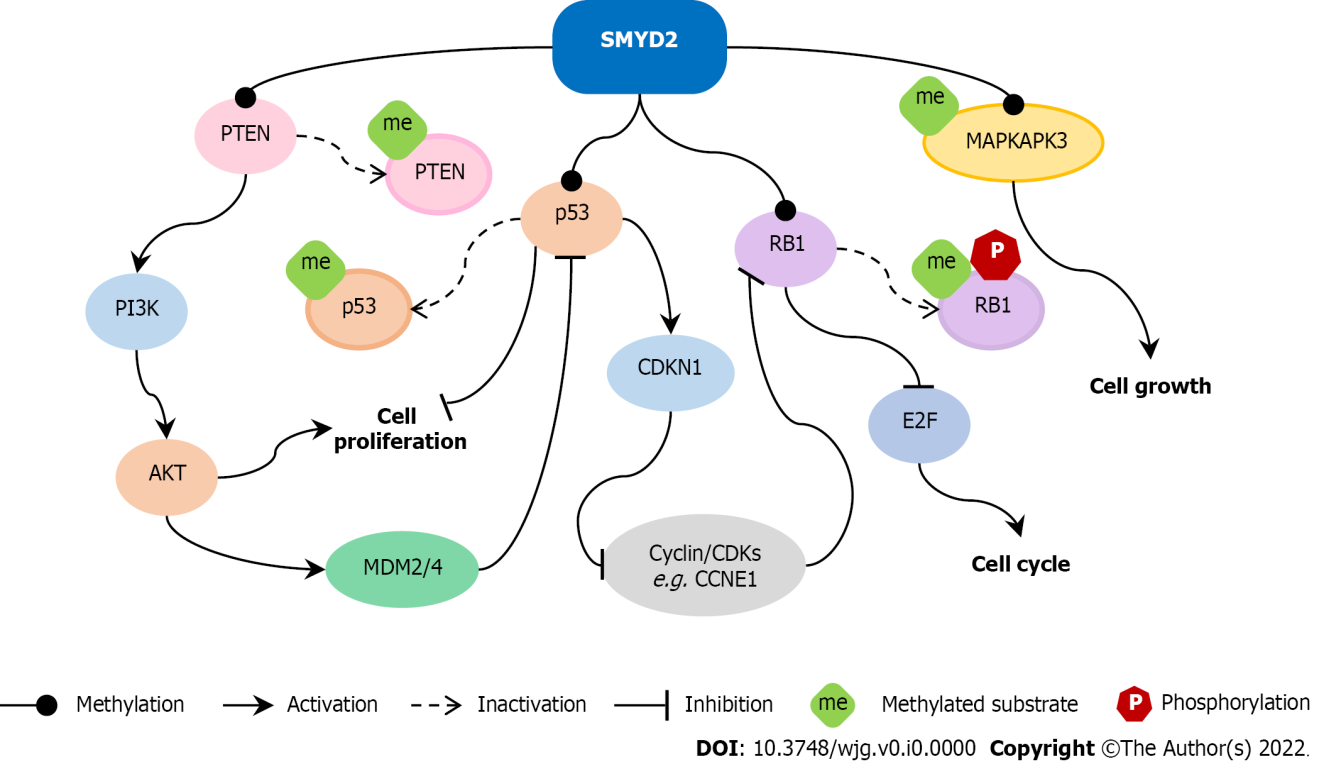 SMYD2
me
MAPKAPK3
PTEN
me
PTEN
p53
RB1
me
P
RB1
me
p53
PI3K
CDKN1
Cell growth
E2F
Cell
proliferation
AKT
MDM2/4
Cyclin/CDKs
e.g. CCNE1
Cell cycle
Methylation
Activation
Inactivation
Inhibition
me
Methylated substrate
P
Phosphorylation
DOI: 10.3748/wjg.v0.i0.0000 Copyright ©The Author(s) 2022.